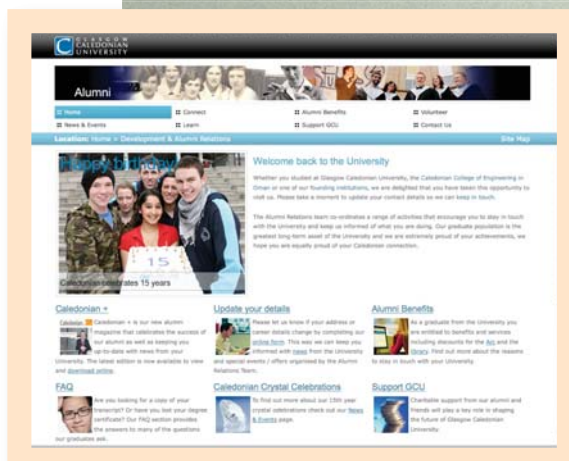 GLASGOW
CALEDONIAN
UNIVERSITY
Alumni
Home
Connect
Alumni Benefits
Volunteer
News & Events
Learn
Support GCU
Contact Us
Location: Home > Development & Alumni Relations
Site Map
Happy birthday
15
Caledonian celebrates 15 years
Welcome back to the University
Whether you studied at Glasgow Caledonian University, the Caledonian College of Engineering in
Oman or one of our founding institutions, we are delighted that you have taken this opportunity to
visit us. Please take a moment to update your contact details so we can keep in touch.
The Alumni Relations team co-ordinates a range of activities that encourage you to stay in touch
with the University and keep us informed of what you are doing. Our graduate population is the
greatest long-term asset of the University and we are extremely proud of your achievements, we
hope you are equally proud of your Caledonian connection.
Caledonian +
Caledonian
Caledonian + is our new alumni
magazine that celebrates the success of
our alumni as well as keeping you
up-to-date with news from your
University. The latest edition is now available to view
and download online.
Update your details
Please let us know if your address or
career details change by completing our
online form. This way we can keep you
informed with news from the University
and special events / offers organised by the Alumni
Relations Team.
Alumni Benefits
As a graduate from the University you
are entitled to benefits and services
including discounts for the Arc and the
library. Find out more about the reasons
to stay in touch with your University.
FAQ
Are you looking for a copy of your
transcript? Or have you lost your degree
certificate? Our FAQ section provides
the answers to many of the questions
our graduates ask.
Caledonian Crystal Celebrations
To find out more about our 15th year
crystal celebrations check out our News
& Events page.
Support GCU
Charitable support from our alumni and
Friends will play a key role in shaping
the future of Glasgow Caledonian
University